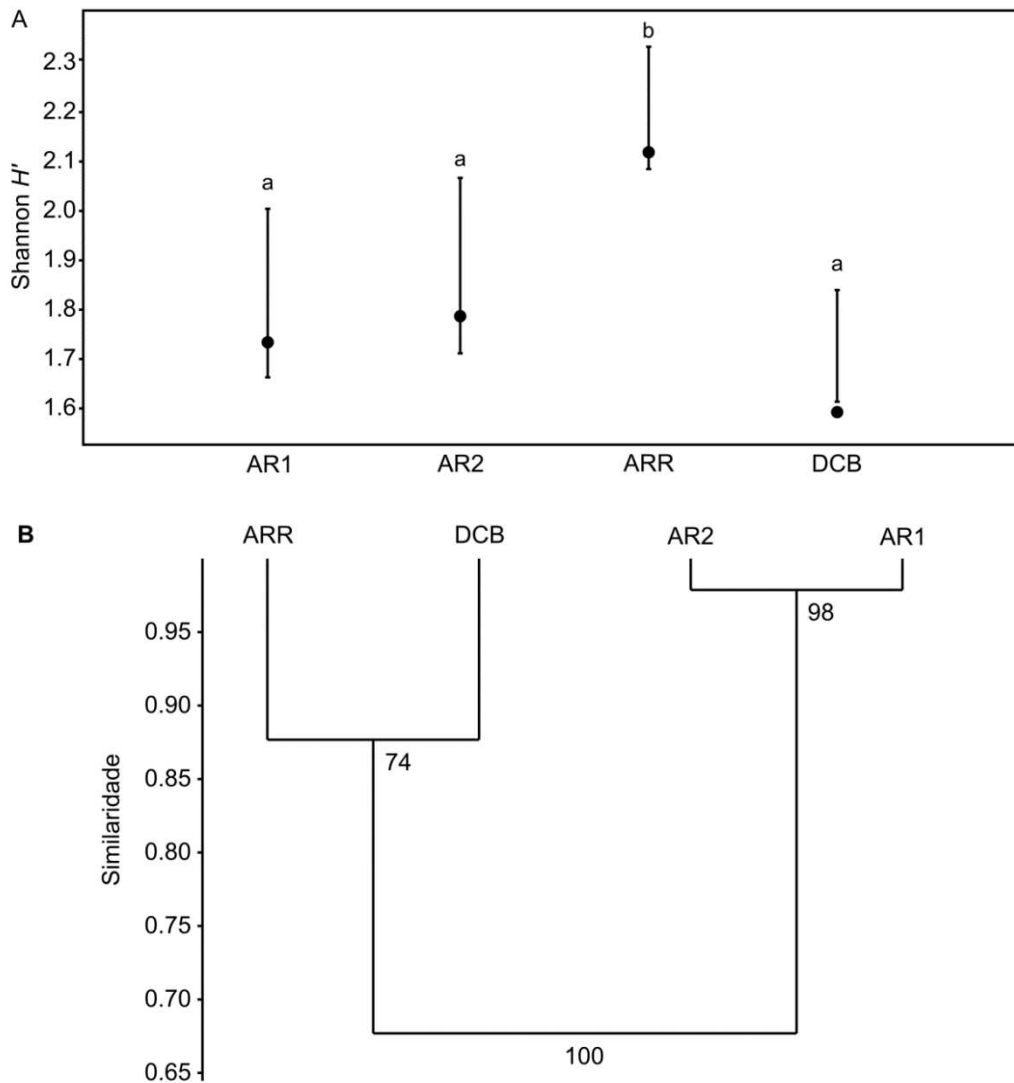 A
Shannon H'
2.3
2.2
2.1
2.0
1.9
1.8
1.7
1.6
a
a
b
a
AR1 AR2 ARR DCB
B
ARR DCB AR2 AR1
Similaridade
0.95
0.90
0.85
0.80
0.75
0.70
0.65
98
74
100